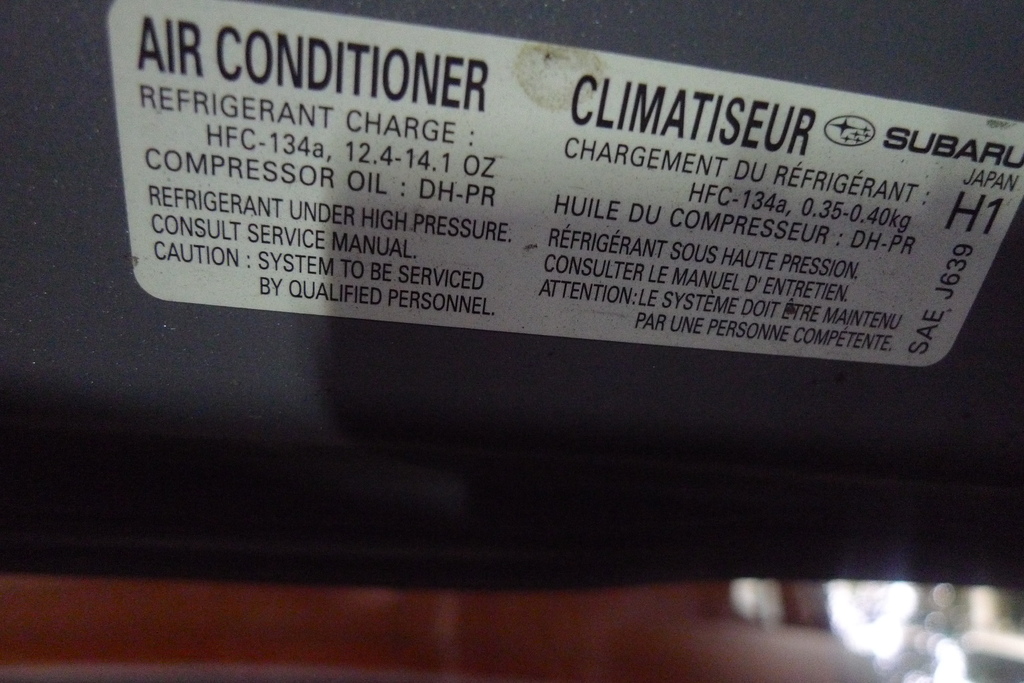 AIR CONDITIONER
REFRIGERANT CHARGE :
HFC-134a, 12.4-14.1 OZ
COMPRESSOR OIL : DH-PR
REFRIGERANT UNDER HIGH PRESSURE.
CONSULT SERVICE MANUAL.
CAUTION : SYSTEM TO BE SERVICED
BY QUALIFIED PERSONNEL.
CLIMATISEUR
CHARGEMENT DU RÉFRIGÉRANT :
HFC-134a, 0.35-0.40kg
HUILE DU COMPRESSEUR : DH-PR
RÉFRIGÉRANT SOUS HAUTE PRESSION.
CONSULTER LE MANUEL D'ENTRETIEN.
ATTENTION: LE SYSTÈME DOIT ÊTRE MAINTENU
PAR UNE PERSONNE COMPÉTENTE.
SUBARU
JAPAN
H1
SAE J639